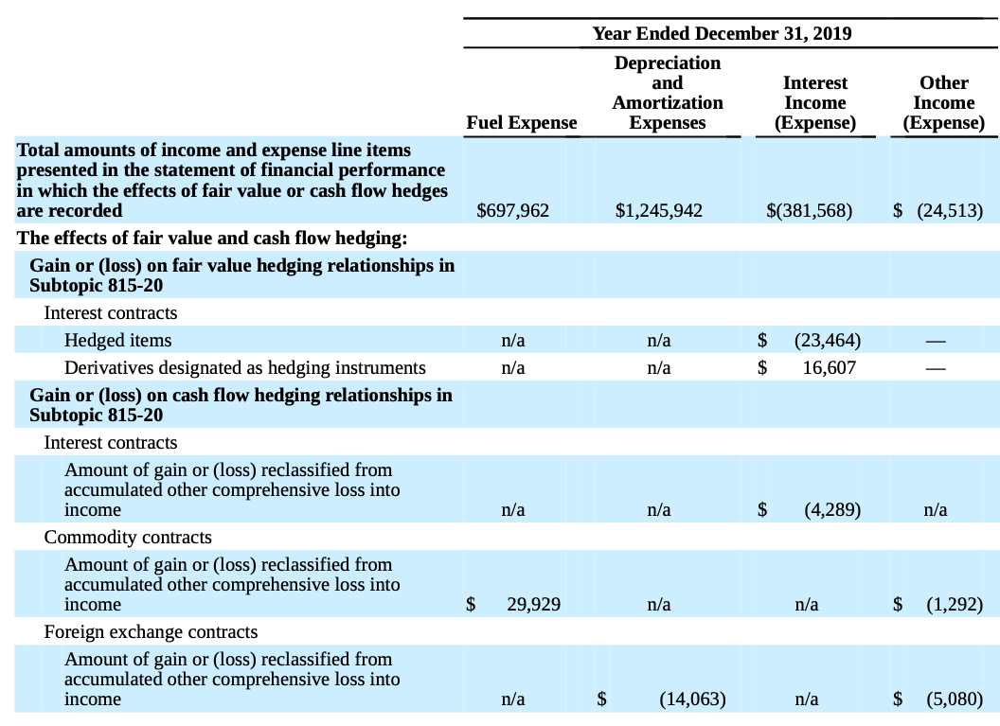 Year Ended December 31, 2019
Fuel Expense Depreciation and Amortization Expenses Interest Income (Expense) Other Income (Expense)
Total amounts of income and expense line items
presented in the statement of financial performance
in which the effects of fair value or cash flow hedges
are recorded $697,962 $1,245,942 $(381,568) $ (24,513)
The effects of fair value and cash flow hedging:
Gain or (loss) on fair value hedging relationships in
Subtopic 815-20
Interest contracts
Hedged items n/a n/a $ (23,464) —
Derivatives designated as hedging instruments n/a n/a $ 16,607 —
Gain or (loss) on cash flow hedging relationships in
Subtopic 815-20
Interest contracts
Amount of gain or (loss) reclassified from
accumulated other comprehensive loss into
income n/a n/a $ (4,289) n/a
Commodity contracts
Amount of gain or (loss) reclassified from
accumulated other comprehensive loss into
income $ 29,929 n/a n/a $ (1,292)
Foreign exchange contracts
Amount of gain or (loss) reclassified from
accumulated other comprehensive loss into
income n/a $ (14,063) n/a $ (5,080)